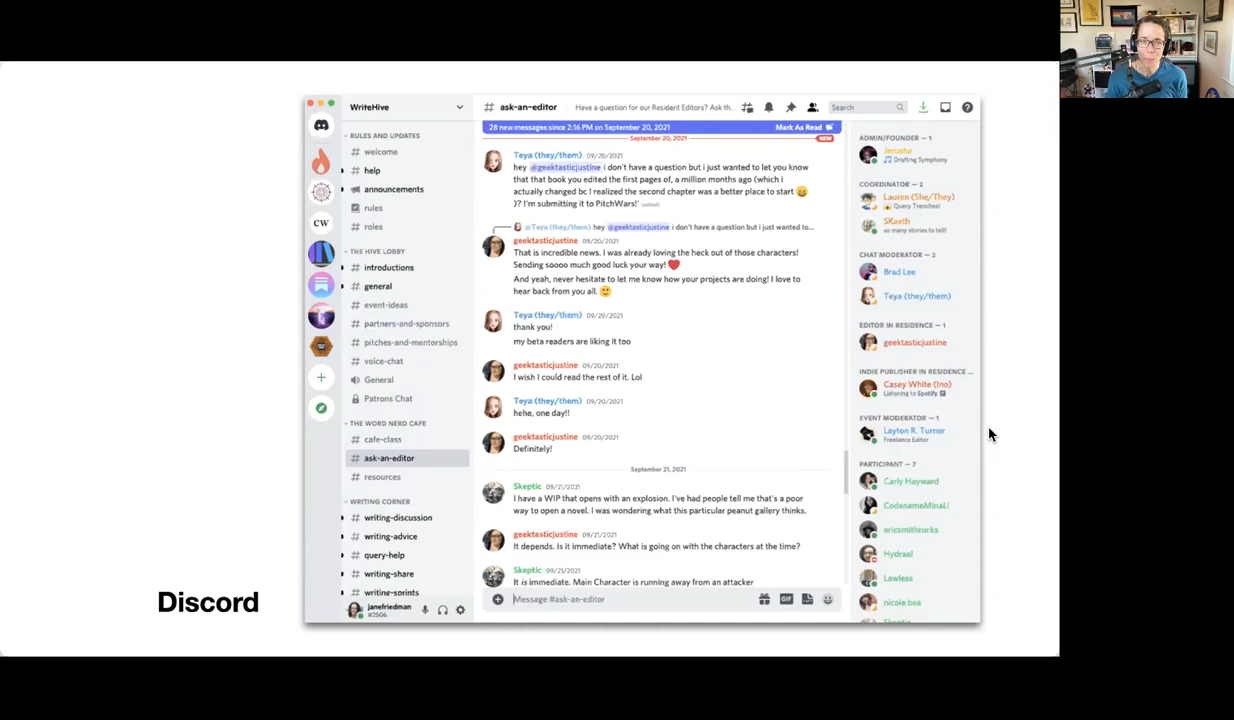 WriteHive
RULES AND UPDATES
# welcome
# help
announcements
rules
# roles
THE HIVE LOBBY
# introductions
# general
# event-ideas
# partners-and-sponsors
# pitches-and-mentorships
# voice-chat
General
Patrons Chat
THE WORD NERD CAFE
# cafe-class
# ask-an-editor
# resources
WRITING CORNER
# writing-discussion
# writing-advice
# query-help
# writing-share
# writing-sprints
janefriedman
#2506
CW
# ask-an-editor
Have a question for our Resident Editors? Ask th...
Search
28 new messages since 2:16 PM on September 20, 2021
Mark As Read
September 20, 2021
NEW
Teya (they/them) 09/20/2021
hey @geektasticjustine i don't have a question but i just wanted to let you know
that that book you edited the first pages of, a million months ago (which I
actually changed bc I realized the second chapter was a better place to start
)? I'm submitting it to PitchWars!' (edited)
@Teya (they/them) hey @geektasticjustine i don't have a question but i just wanted to...
geektasticjustine 09/20/2021
That is incredible news. I was already loving the heck out of those characters!
Sending soooo much good luck your way!
And yeah, never hesitate to let me know how your projects are doing! I love to
hear back from you all.
Teya (they/them) 09/20/2021
thank you!
my beta readers are liking it too
geektasticjustine 09/20/2021
I wish I could read the rest of it. Lol
Teya (they/them) 09/20/2021
hehe, one day!!
geektasticjustine 09/20/2021
Definitely!
September 21, 2021
Skeptic 09/21/2021
I have a WIP that opens with an explosion. I've had people tell me that's a poor
way to open a novel. I was wondering what this particular peanut gallery thinks.
geektasticjustine 09/21/2021
It depends. Is it immediate? What is going on with the characters at the time?
Skeptic 09/21/2021
It is immediate. Main Character is running away from an attacker
Message #ask-an-editor
GIF
ADMIN/FOUNDER — 1
Jerushe
Drafting Symphony
COORDINATOR — 2
Lauren (She/They)
Query Trenches!
SKaeth
so many stories to tell!
CHAT MODERATOR — 2
Brad Lee
Teya (they/them)
EDITOR IN RESIDENCE — 1
geektasticjustine
INDIE PUBLISHER IN RESIDENCE ...
Casey White (Ino)
Listening to Spotify
EVENT MODERATOR — 1
Layton R. Turner
Freelance Editor
PARTICIPANT — 7
Carly Hayward
CodenameMinaLi
ericsmithrocks
Hydrael
Lawless
nicole bea
Skeptic
Discord